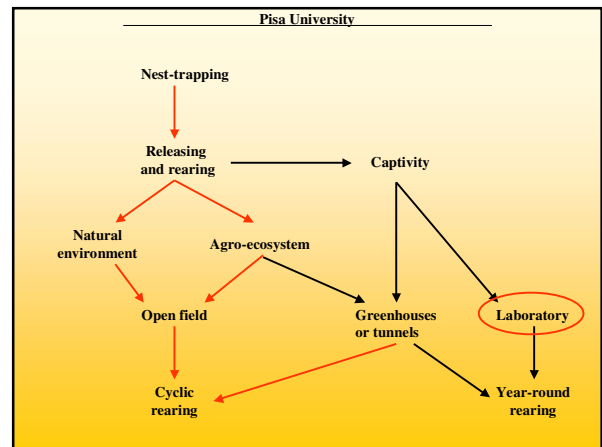 Pisa University
Nest-trapping
Releasing
and rearing
Captivity
Natural
environment
Agro-ecosystem
Open field
Greenhouses
or tunnels
Laboratory
Cyclic
rearing
Year-round
rearing